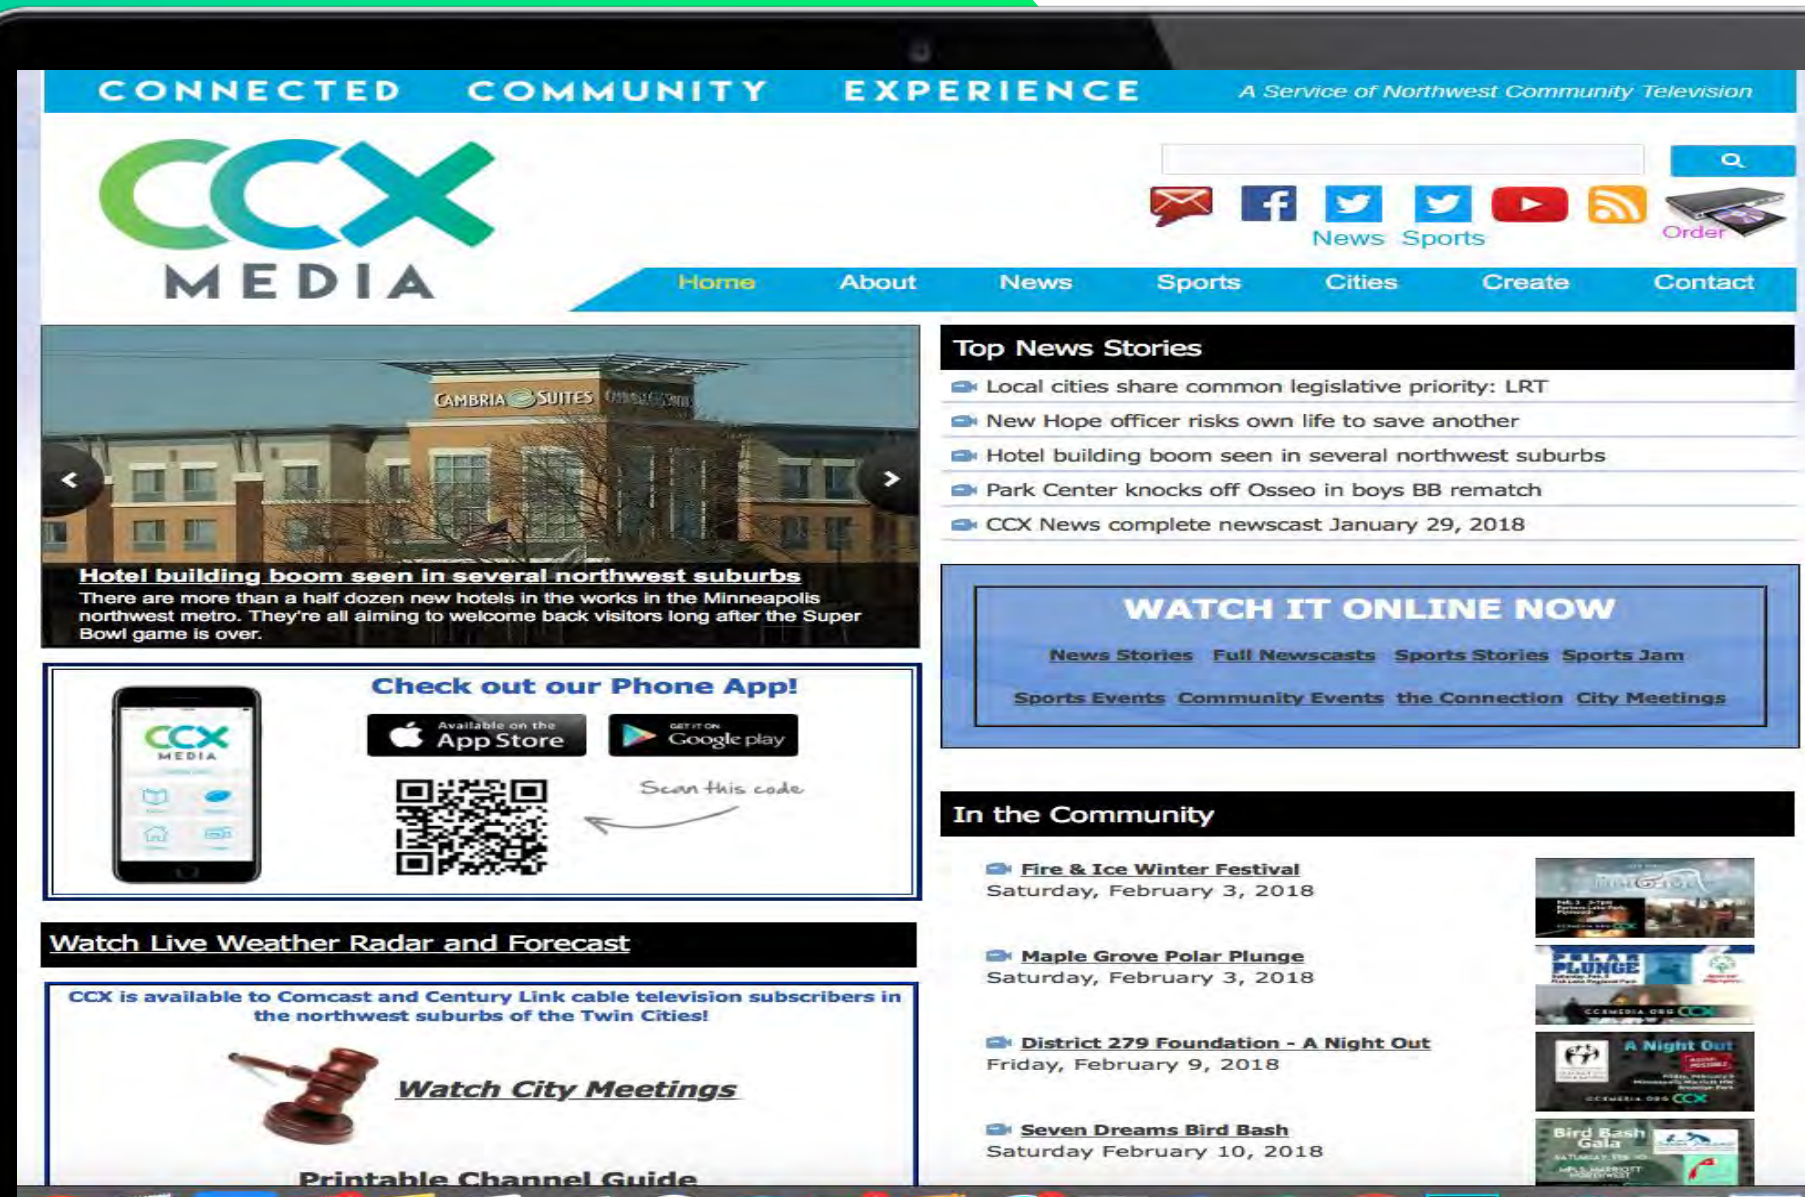 CONNECTED COMMUNITY EXPERIENCE
A Service of Northwest Community Television
CCX
MEDIA
News Sports
Order
Home About News Sports Cities Create Contact
CAMBRIA SUITES
Hotel building boom seen in several northwest suburbs
There are more than a half dozen new hotels in the works in the Minneapolis
northwest metro. They're all aiming to welcome back visitors long after the Super
Bowl game is over.
Top News Stories
Local cities share common legislative priority: LRT
New Hope officer risks own life to save another
Hotel building boom seen in several northwest suburbs
Park Center knocks off Osseo in boys BB rematch
CCX News complete newscast January 29, 2018
WATCH IT ONLINE NOW
News Stories Full Newscasts Sports Stories Sports Jam
Sports Events Community Events the Connection City Meetings
Check out our Phone App!
CCX
MEDIA
Available on the
App Store
GET IT ON
Google play
Scan this code
Watch Live Weather Radar and Forecast
CCX is available to Comcast and Century Link cable television subscribers in
the northwest suburbs of the Twin Cities!
Watch City Meetings
Printable Channel Guide
In the Community
Fire & Ice Winter Festival
Saturday, February 3, 2018
Maple Grove Polar Plunge
Saturday, February 3, 2018
POLAR
PLUNGE
CCXMEDIA.ORG CCX
District 279 Foundation - A Night Out
Friday, February 9, 2018
A Night Out
CCXMEDIA.ORG CCX
Seven Dreams Bird Bash
Saturday February 10, 2018
Bird Bash
Gala